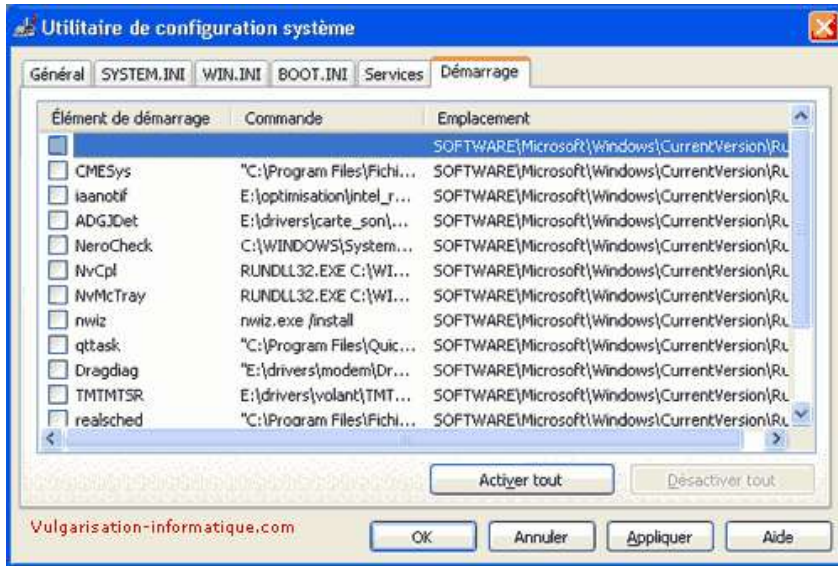 Utilitaire de configuration système
Général SYSTEM.INI WIN.INI BOOT.INI Services Démarrage
Élément de démarrage Commande Emplacement
SOFTWARE\Microsoft\Windows\CurrentVersion\Ru
CMESys "C:\Program Files\Fichi... SOFTWARE\Microsoft\Windows\CurrentVersion\Ru
iaanotif E:\optimisation\intel_r... SOFTWARE\Microsoft\Windows\CurrentVersion\Ru
ADGJDet E:\drivers\carte_son\... SOFTWARE\Microsoft\Windows\CurrentVersion\Ru
NeroCheck C:\WINDOWS\System... SOFTWARE\Microsoft\Windows\CurrentVersion\Ru
NvCpl RUNDLL32.EXE C:\WI... SOFTWARE\Microsoft\Windows\CurrentVersion\Ru
NvMcTray RUNDLL32.EXE C:\WI... SOFTWARE\Microsoft\Windows\CurrentVersion\Ru
nwiz nwiz.exe /install SOFTWARE\Microsoft\Windows\CurrentVersion\Ru
qttask "C:\Program Files\Quic... SOFTWARE\Microsoft\Windows\CurrentVersion\Ru
Dragdiag "E:\drivers\modem\Dr... SOFTWARE\Microsoft\Windows\CurrentVersion\Ru
TMTMTSR E:\drivers\volant\TMT... SOFTWARE\Microsoft\Windows\CurrentVersion\Ru
realsched "C:\Program Files\Fichi... SOFTWARE\Microsoft\Windows\CurrentVersion\Ru
Activer tout Désactiver tout
Vulgarisation-informatique.com
OK Annuler Appliquer Aide